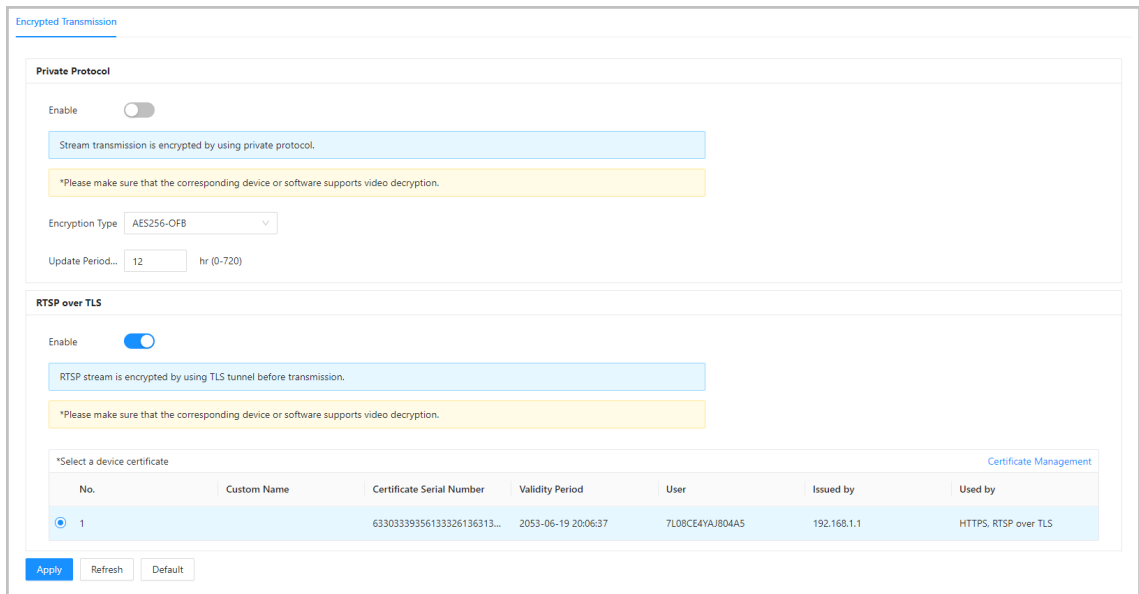 Encrypted Transmission
Private Protocol
Enable
Stream transmission is encrypted by using private protocol.
*Please make sure that the corresponding device or software supports video decryption.
Encryption Type AES256-OFB
Update Period... 12 hr (0-720)
RTSP over TLS
Enable
RTSP stream is encrypted by using TLS tunnel before transmission.
*Please make sure that the corresponding device or software supports video decryption.
*Select a device certificate Certificate Management
No. Custom Name Certificate Serial Number Validity Period User Issued by Used by
1 63303339356133326136313... 2053-06-19 20:06:37 7L08CE4YAJ804A5 192.168.1.1 HTTPS, RTSP over TLS
Apply Refresh Default